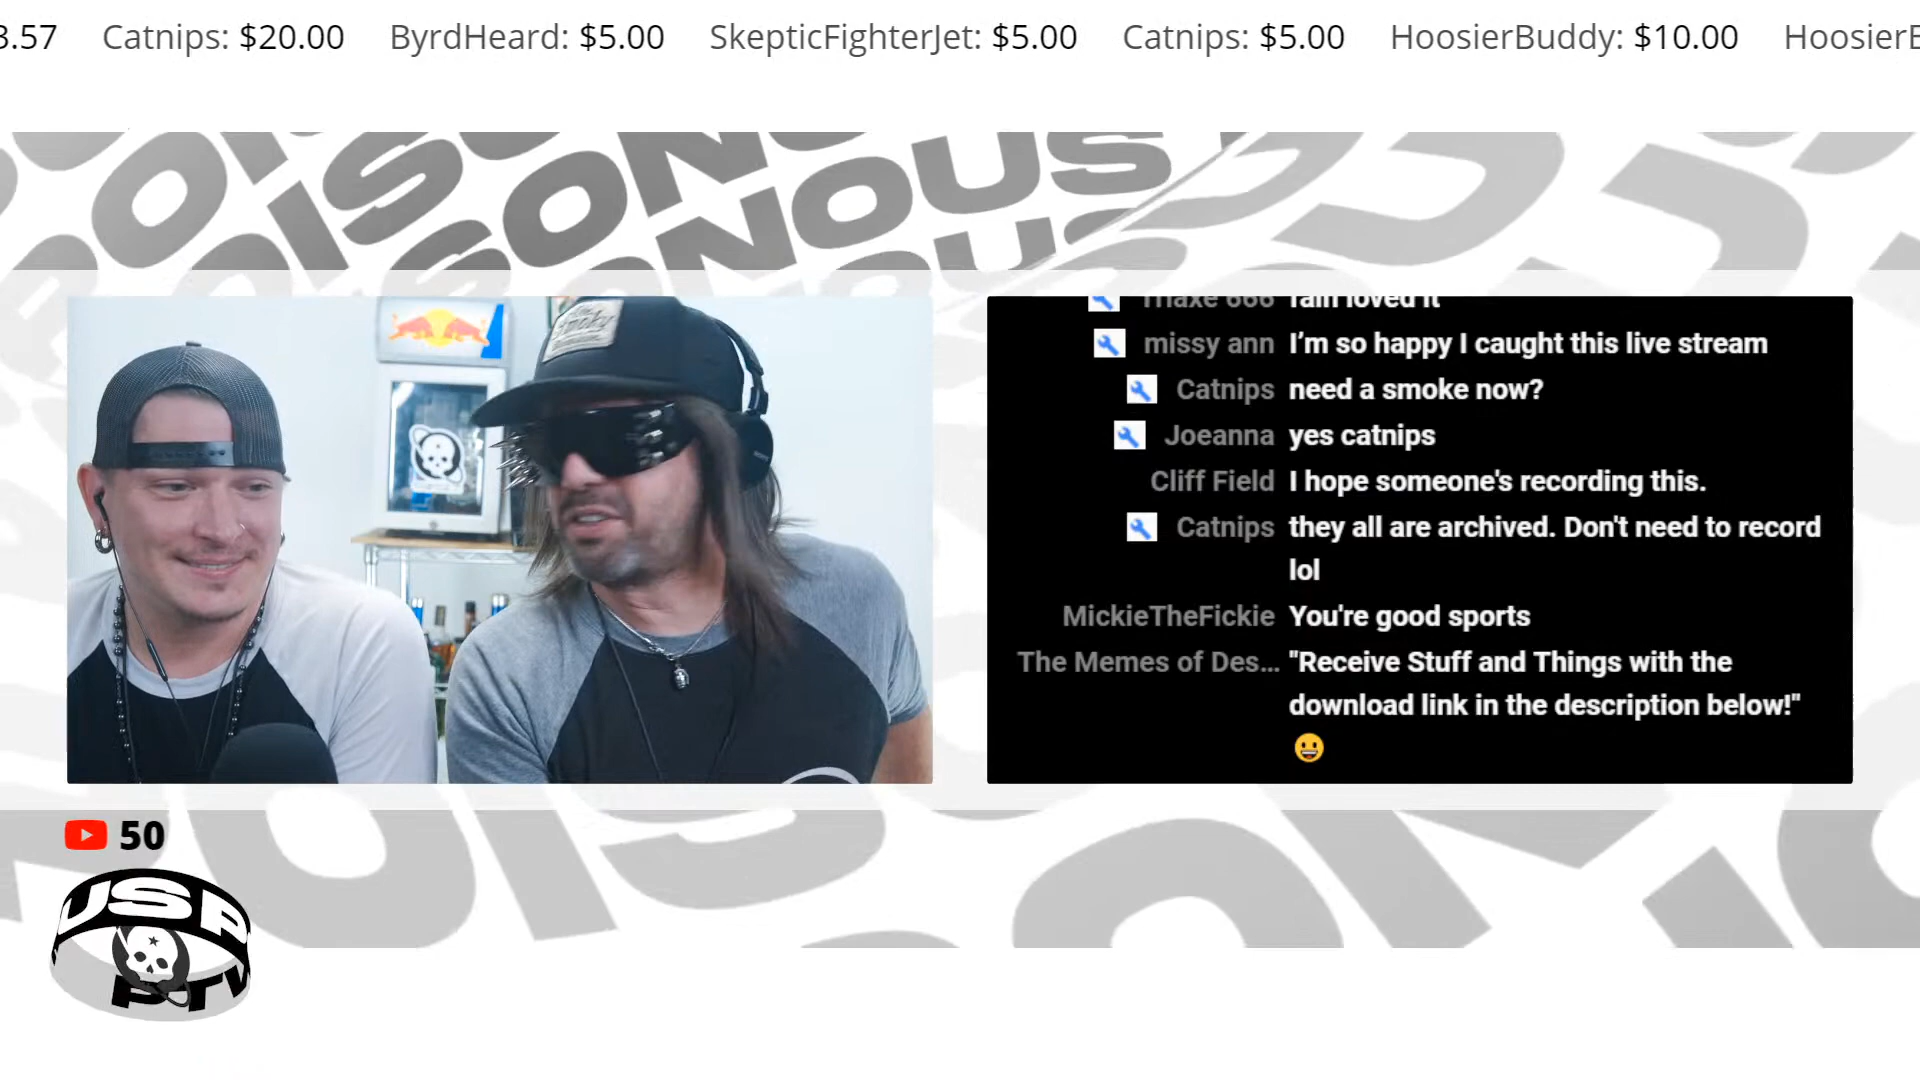 3.57 Catnips: $20.00 ByrdHeard: $5.00 SkepticFighterJet: $5.00 Catnips: $5.00 HoosierBuddy: $10.00
NOUS
missy ann I’m so happy I caught this live stream
Catnips need a smoke now?
Joeanna yes catnips
Cliff Field I hope someone's recording this.
Catnips they all are archived. Don't need to record
lol
MickieTheFickie You're good sports
The Memes of Des... "Receive Stuff and Things with the
download link in the description below!"
😀
50